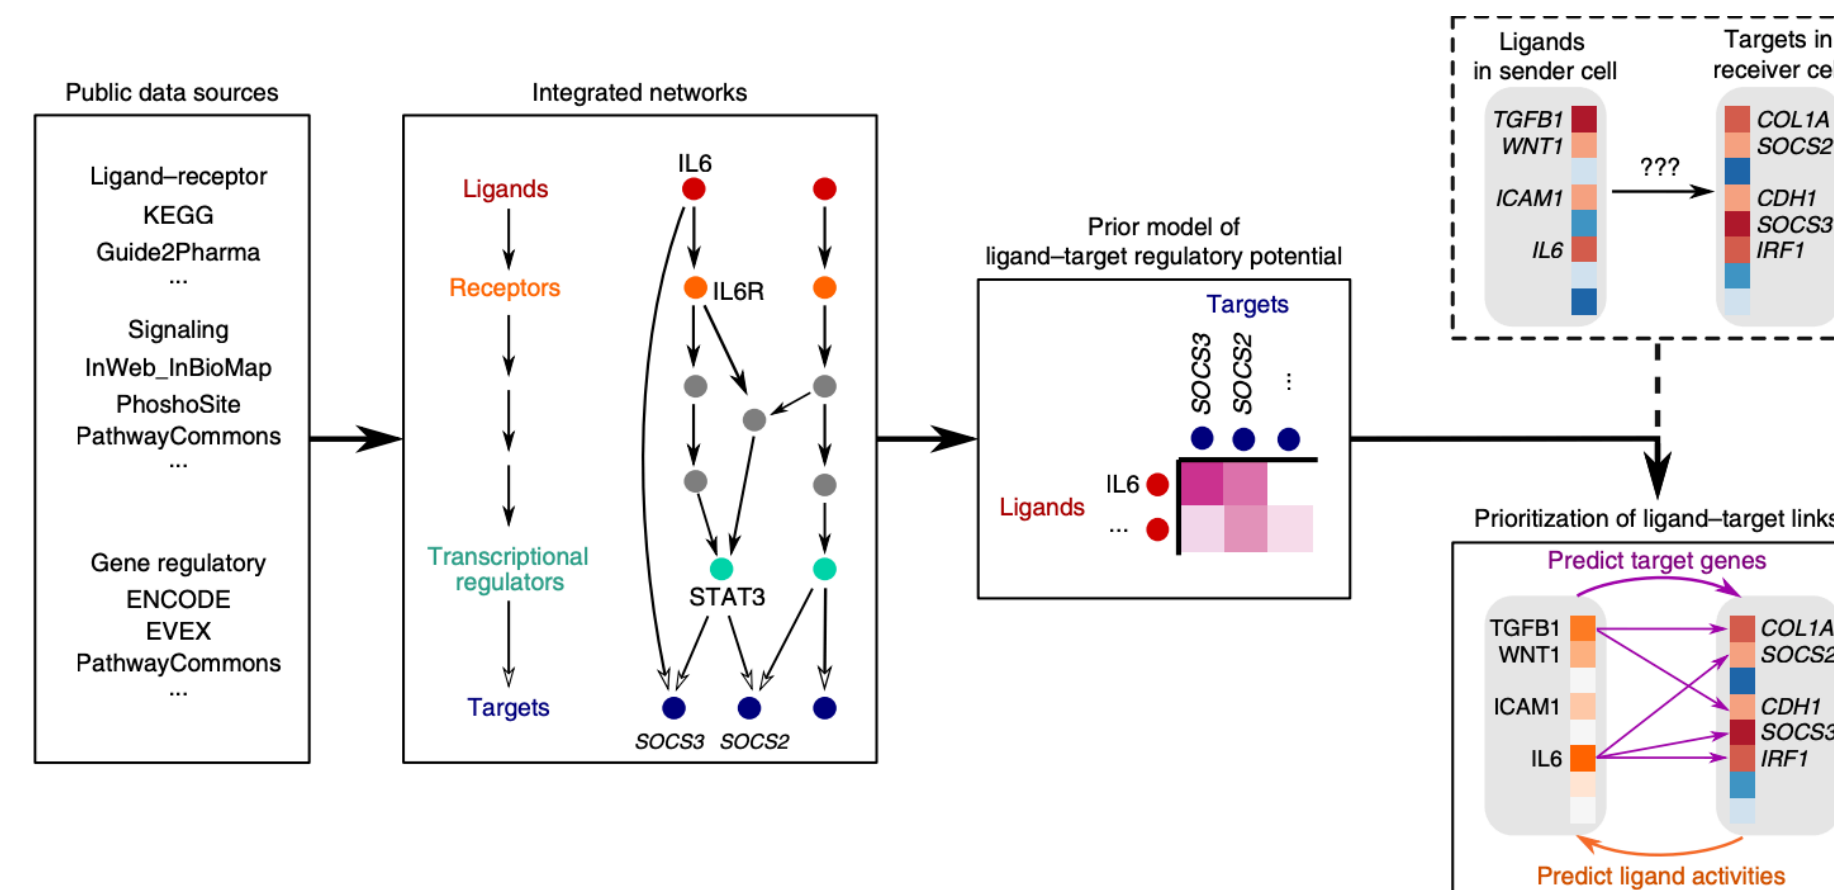 Public data sources
Ligand–receptor
KEGG
Guide2Pharma
...
Signaling
InWeb_InBioMap
PhoshoSite
PathwayCommons
...
Gene regulatory
ENCODE
EVEX
PathwayCommons
...
Integrated networks
Ligands
Receptors
Transcriptional
regulators
Targets
IL6
IL6R
STAT3
SOCS3 SOCS2
Prior model of
ligand–target regulatory potential
Targets
SOCS3
SOCS2
...
Ligands
IL6
...
Ligands
in sender cell
TGFB1
WNT1
ICAM1
IL6
???
Targets in
receiver cel
COL1A
SOCS2
CDH1
SOCS3
IRF1
Prioritization of ligand–target links
Predict target genes
TGFB1
WNT1
ICAM1
IL6
COL1A
SOCS2
CDH1
SOCS3
IRF1
Predict ligand activities